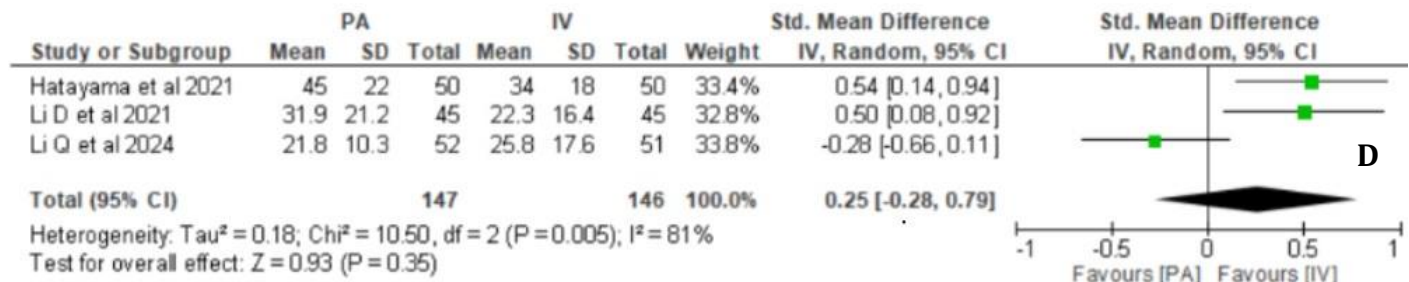 PA IV Std. Mean Difference Std. Mean Difference
Study or Subgroup Mean SD Total Mean SD Total Weight IV, Random, 95% CI IV, Random, 95% CI
Hatayama et al 2021 45 22 50 34 18 50 33.4% 0.54 [0.14, 0.94]
Li D et al 2021 31.9 21.2 45 22.3 16.4 45 32.8% 0.50 [0.08, 0.92]
Li Q et al 2024 21.8 10.3 52 25.8 17.6 51 33.8% -0.28 [-0.66, 0.11]
D
Total (95% CI) 147 146 100.0% 0.25 [-0.28, 0.79]
Heterogeneity: Tau² = 0.18; Chi² = 10.50, df = 2 (P = 0.005); I² = 81%
Test for overall effect: Z = 0.93 (P = 0.35)
-1 -0.5 0 0.5 1
Favours [PA] Favours [IV]